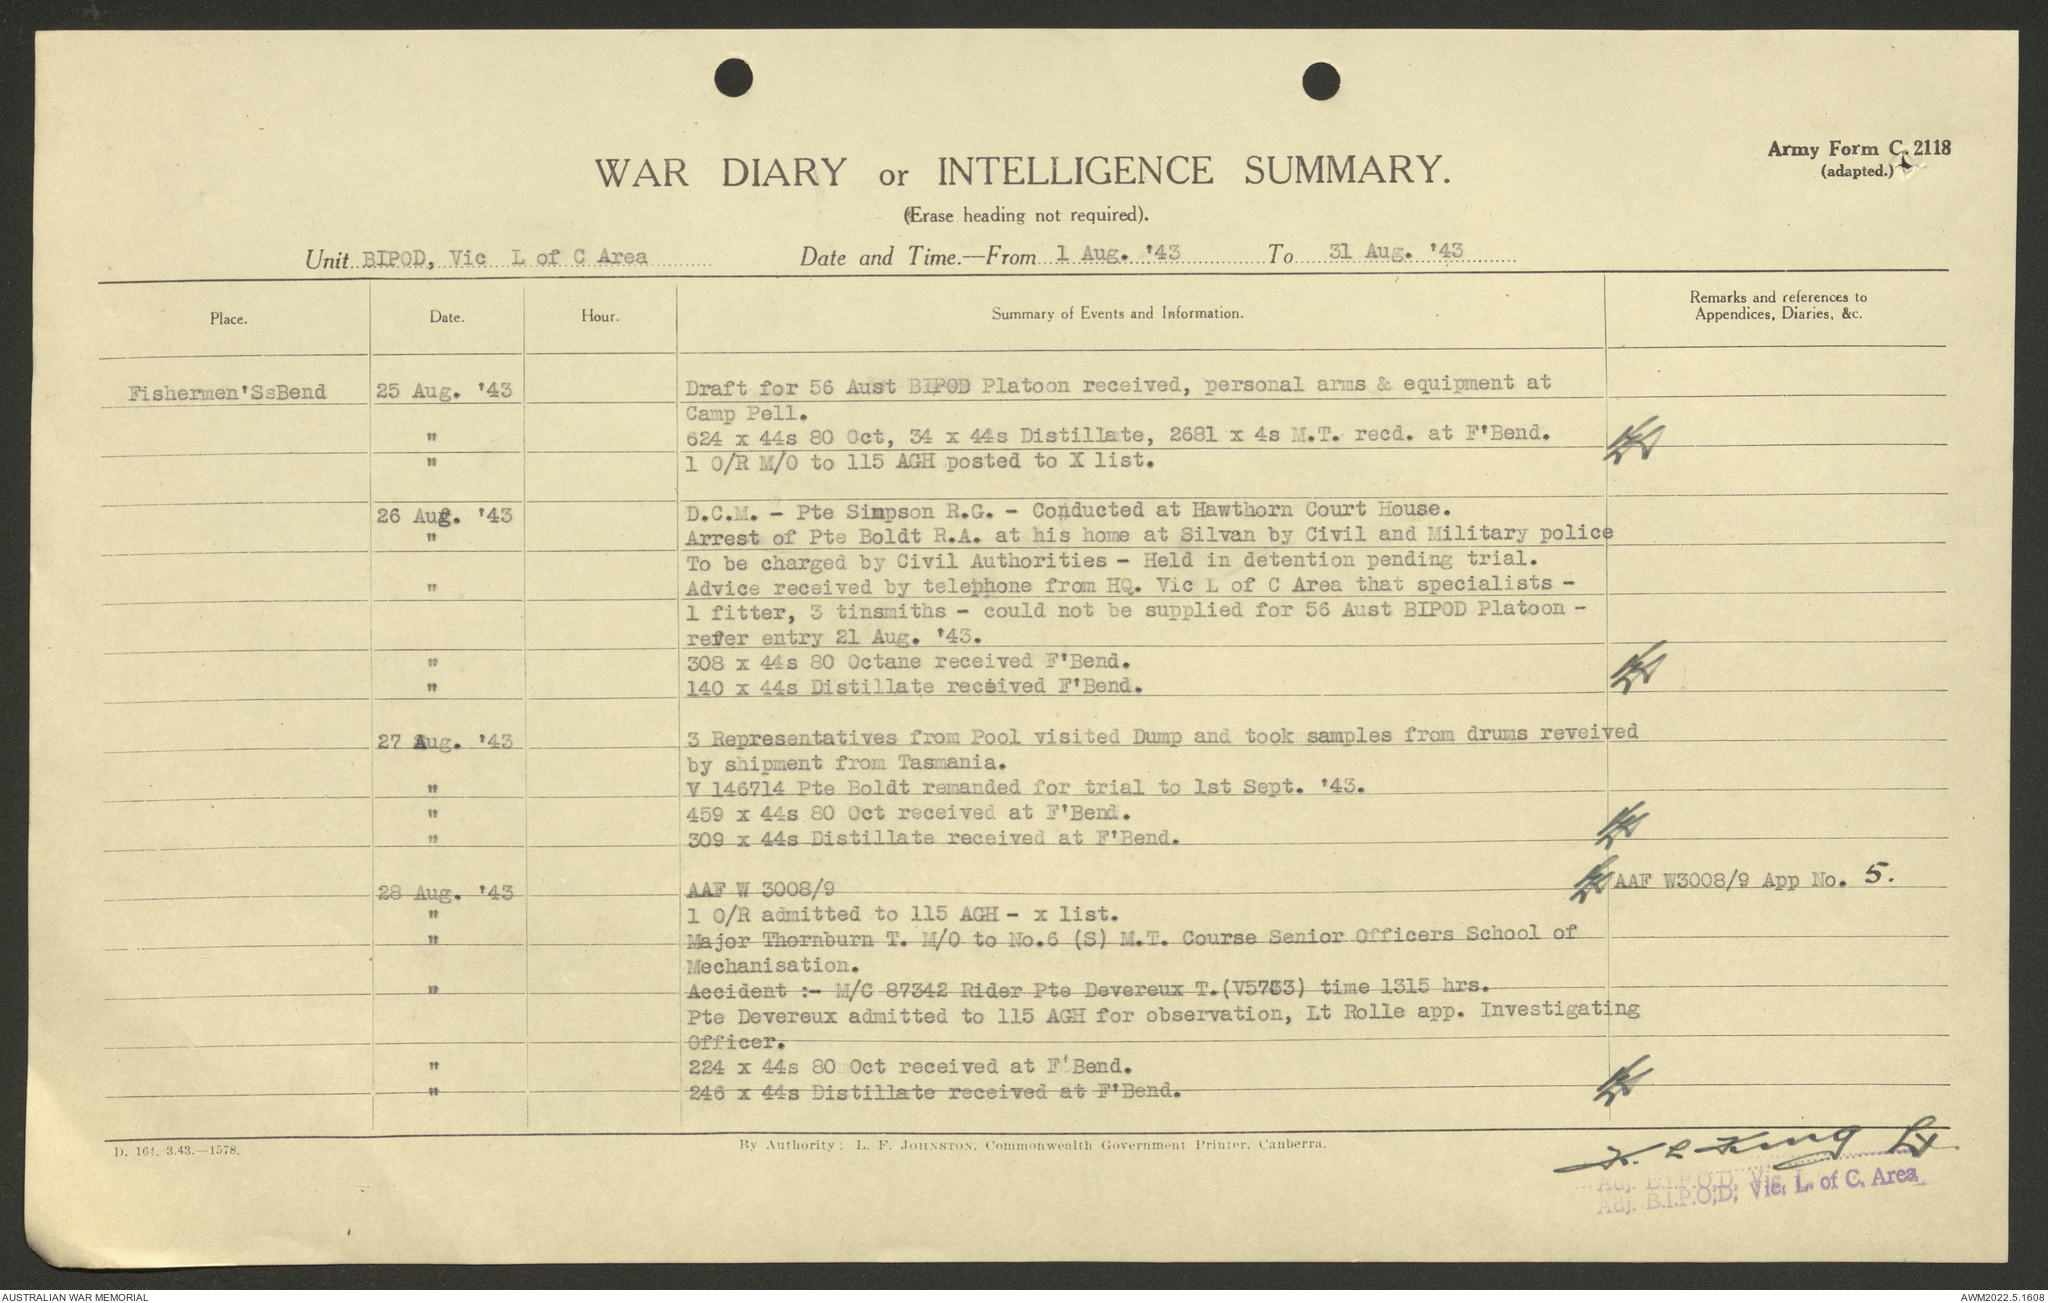 Army Form C. 2118
(adapted.)
WAR DIARY or INTELLIGENCE SUMMARY.
(Erase heading not required).
Unit BIPOD, Vic L of C Area Date and Time.—From 1 Aug. '43 To 31 Aug. '43
Place. Date. Hour. Summary of Events and Information. Remarks and references to
Appendices, Diaries, &c.
Fishermen'SsBend 25 Aug. '43 Draft for 56 Aust BIPOD Platoon received, personal arms & equipment at
Camp Pell.
" 624 x 44s 80 Oct, 34 x 44s Distillate, 2681 x 4s M.T. recd. at F'Bend.
" 1 O/R M/O to 115 AGH posted to X list.
26 Aug. '43 D.C.M. - Pte Simpson R.G. - Conducted at Hawthorn Court House.
" Arrest of Pte Boldt R.A. at his home at Silvan by Civil and Military police
To be charged by Civil Authorities - Held in detention pending trial.
" Advice received by telephone from HQ. Vic L of C Area that specialists -
1 fitter, 3 tinsmiths - could not be supplied for 56 Aust BIPOD Platoon -
refer entry 21 Aug. '43.
" 308 x 44s 80 Octane received F'Bend.
" 140 x 44s Distillate received F'Bend.
27 Aug. '43 3 Representatives from Pool visited Dump and took samples from drums reveived
by shipment from Tasmania.
" V 146714 Pte Boldt remanded for trial to 1st Sept. '43.
" 459 x 44s 80 Oct received at F'Bend.
" 309 x 44s Distillate received at F'Bend.
28 Aug. '43 AAF W 3008/9 AAF W3008/9 App No. 5.
" 1 O/R admitted to 115 AGH - x list.
" Major Thornburn T. M/O to No.6 (S) M.T. Course Senior Officers School of
Mechanisation.
" Accident :- M/C 87342 Rider Pte Devereux T.(V5733) time 1315 hrs.
Pte Devereux admitted to 115 AGH for observation, Lt Rolle app. Investigating
Officer.
" 224 x 44s 80 Oct received at F'Bend.
" 246 x 44s Distillate received at F'Bend.
D. 164. 3.43.—1578. By Authority: L. F. JOHNSTON, Commonwealth Government Printer, Canberra.
King Lt
Adj. B.I.P.O.D, Vic
Adj. B.I.P.O.D, Vic. L. of C. Area
AUSTRALIAN WAR MEMORIAL AWM2022.5.1608